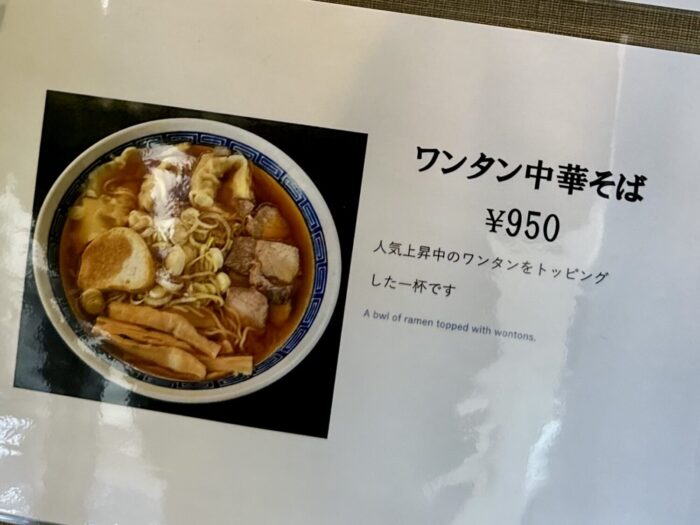 ワンタン中華そば
¥950
人気上昇中のワンタンをトッピング
した一杯です
A bwl of ramen topped with wontons.